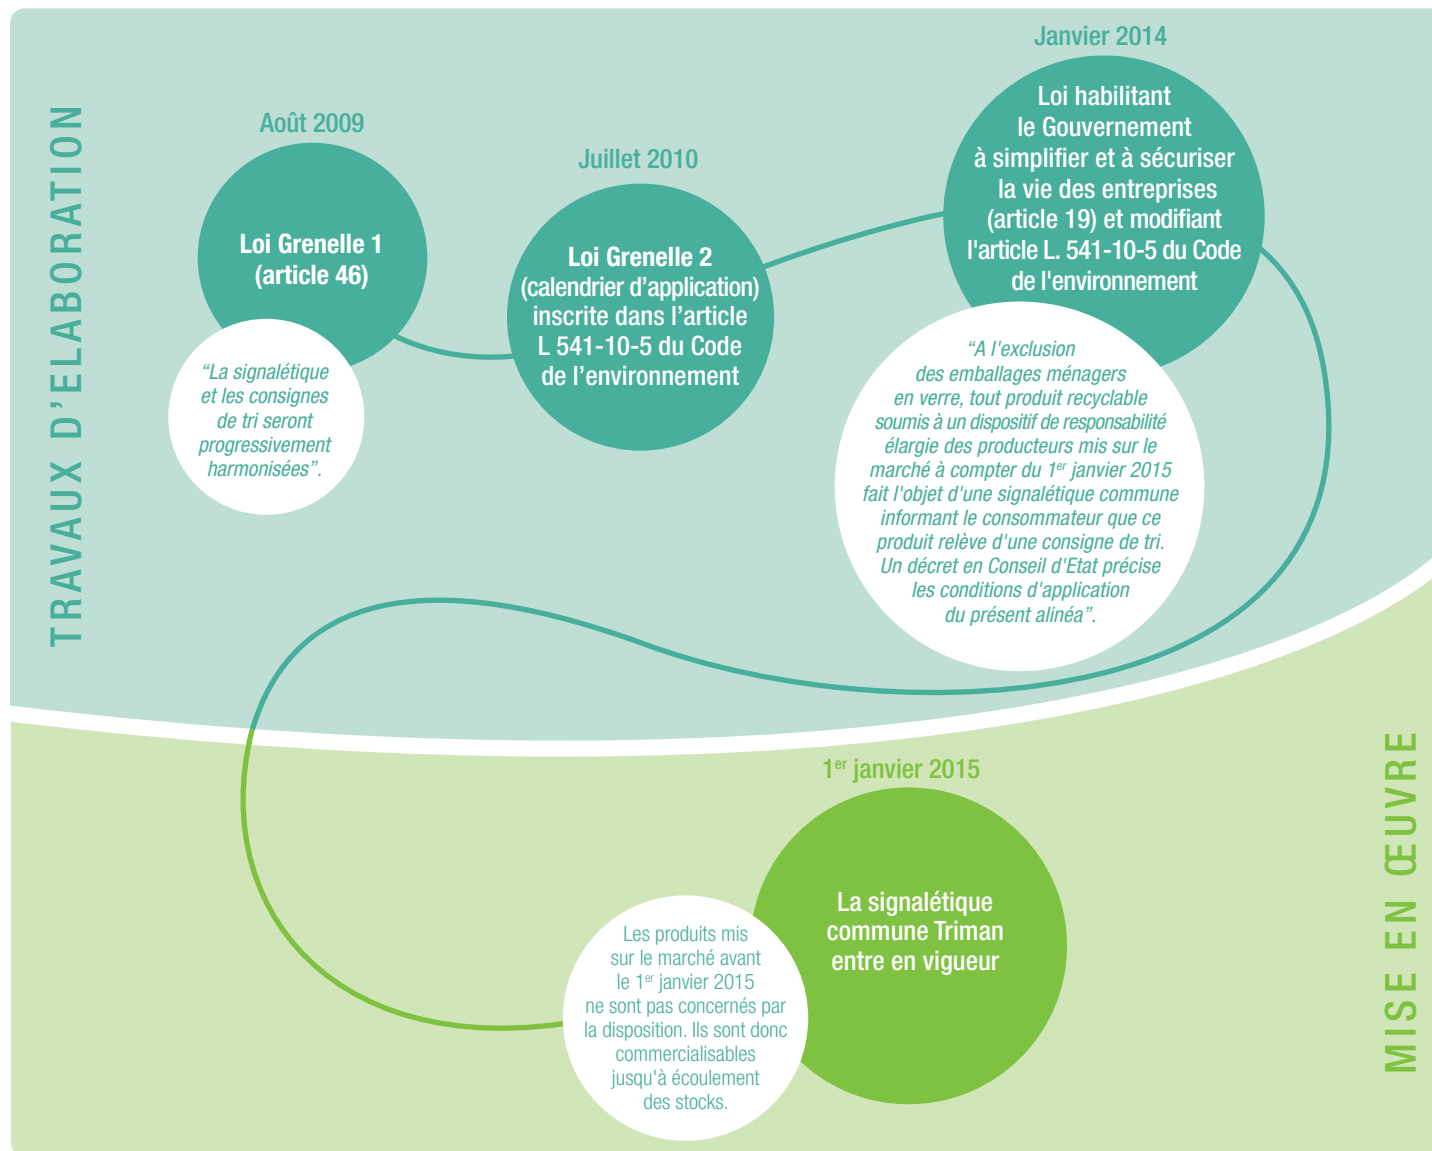 TRAVAUX D'ELABORATION
Août 2009
Loi Grenelle 1
(article 46)
“La signalétique
et les consignes
de tri seront
progressivement
harmonisées”.
Juillet 2010
Loi Grenelle 2
(calendrier d’application)
inscrite dans l’article
L 541-10-5 du Code
de l’environnement
Janvier 2014
Loi habilitant
le Gouvernement
à simplifier et à sécuriser
la vie des entreprises
(article 19) et modifiant
l'article L. 541-10-5 du Code
de l'environnement
“A l'exclusion
des emballages ménagers
en verre, tout produit recyclable
soumis à un dispositif de responsabilité
élargie des producteurs mis sur le
marché à compter du 1er janvier 2015
fait l'objet d'une signalétique commune
informant le consommateur que ce
produit relève d'une consigne de tri.
Un décret en Conseil d'Etat précise
les conditions d'application
du présent alinéa”.
MISE EN ŒUVRE
1er janvier 2015
La signalétique
commune Triman
entre en vigueur
Les produits mis
sur le marché avant
le 1er janvier 2015
ne sont pas concernés par
la disposition. Ils sont donc
commercialisables
jusqu'à écoulement
des stocks.